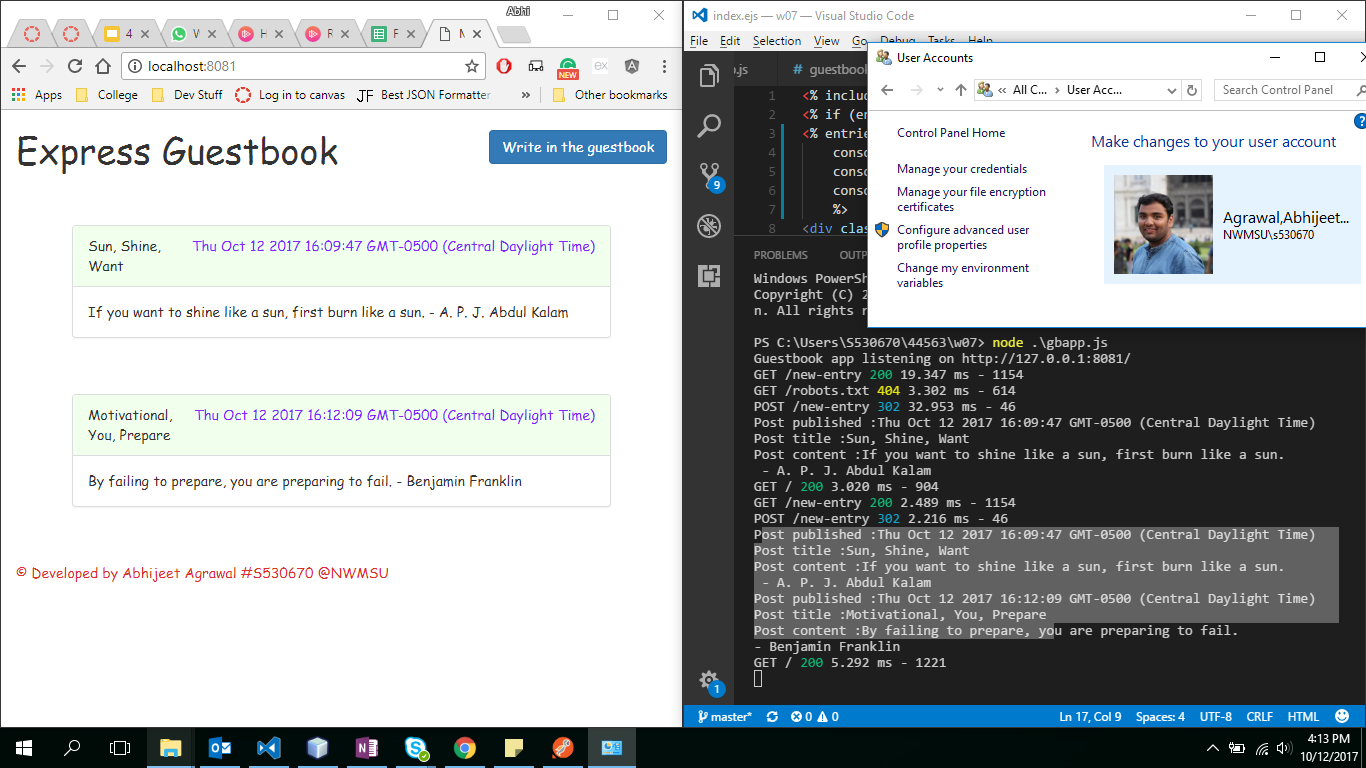 Abhi
4
W
H
R
F
M
localhost:8081
NEW
ex
Apps
College
Dev Stuff
Log in to canvas
JF Best JSON Formatter
»
Other bookmarks
Express Guestbook
Write in the guestbook
Sun, Shine,
Want
Thu Oct 12 2017 16:09:47 GMT-0500 (Central Daylight Time)
If you want to shine like a sun, first burn like a sun. - A. P. J. Abdul Kalam
Motivational,
You, Prepare
Thu Oct 12 2017 16:12:09 GMT-0500 (Central Daylight Time)
By failing to prepare, you are preparing to fail. - Benjamin Franklin
© Developed by Abhijeet Agrawal #S530670 @NWMSU
index.ejs — w07 — Visual Studio Code
File Edit Selection View Go Debug Tasks Help
.js
# guestbook
1 <% includ
2 <% if (en
3 <% entrie
4 conso
5 conso
6 conso
7 %>
8 <div clas
9
1
User Accounts
« All C... > User Acc...
Search Control Panel
?
Control Panel Home
Manage your credentials
Manage your file encryption
certificates
Configure advanced user
profile properties
Change my environment
variables
Make changes to your user account
Agrawal,Abhijeet...
NWMSU\s530670
PROBLEMS OUTP
Windows PowerSh
Copyright (C) 2
n. All rights r
PS C:\Users\S530670\44563\w07> node .\gbapp.js
Guestbook app listening on http://127.0.0.1:8081/
GET /new-entry 200 19.347 ms - 1154
GET /robots.txt 404 3.302 ms - 614
POST /new-entry 302 32.953 ms - 46
Post published :Thu Oct 12 2017 16:09:47 GMT-0500 (Central Daylight Time)
Post title :Sun, Shine, Want
Post content :If you want to shine like a sun, first burn like a sun.
- A. P. J. Abdul Kalam
GET / 200 3.020 ms - 904
GET /new-entry 200 2.489 ms - 1154
POST /new-entry 302 2.216 ms - 46
Post published :Thu Oct 12 2017 16:09:47 GMT-0500 (Central Daylight Time)
Post title :Sun, Shine, Want
Post content :If you want to shine like a sun, first burn like a sun.
- A. P. J. Abdul Kalam
Post published :Thu Oct 12 2017 16:12:09 GMT-0500 (Central Daylight Time)
Post title :Motivational, You, Prepare
Post content :By failing to prepare, you are preparing to fail.
- Benjamin Franklin
GET / 200 5.292 ms - 1221
master* 0 0 Ln 17, Col 9 Spaces: 4 UTF-8 CRLF HTML
4:13 PM
10/12/2017